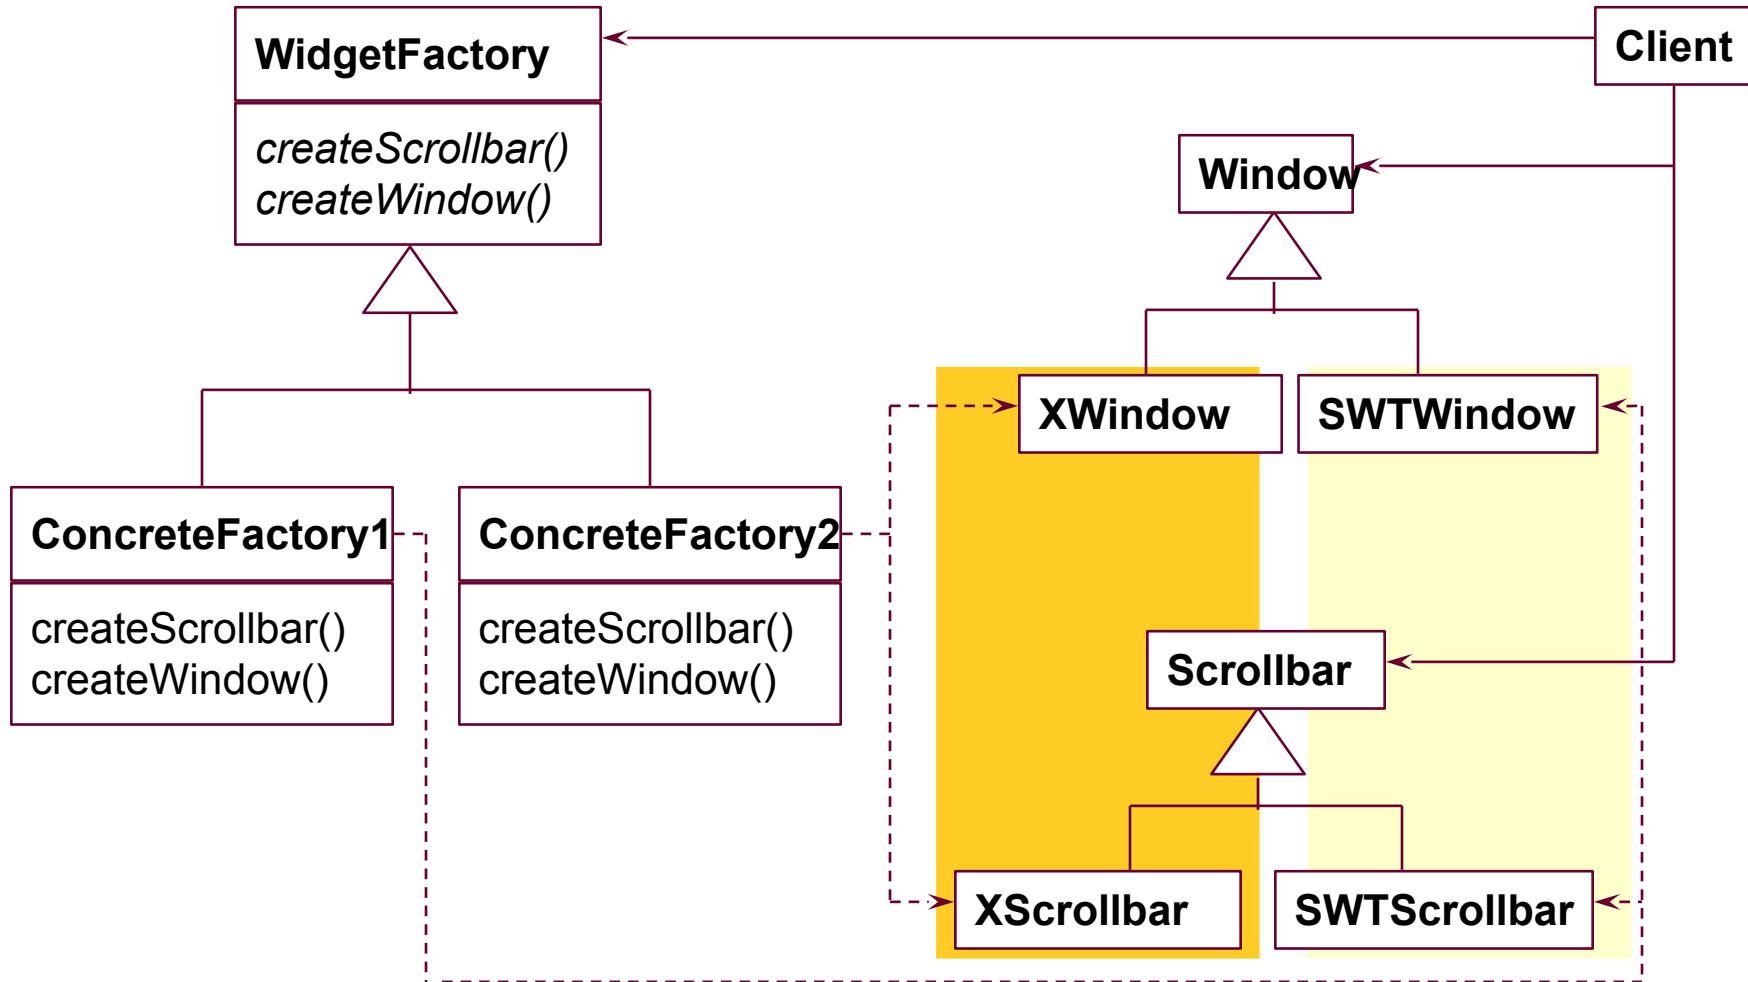 WidgetFactory
createScrollbar()
createWindow()
Client
Window
XWindow
SWTWindow
ConcreteFactory1
createScrollbar()
createWindow()
ConcreteFactory2
createScrollbar()
createWindow()
Scrollbar
XScrollbar
SWTScrollbar